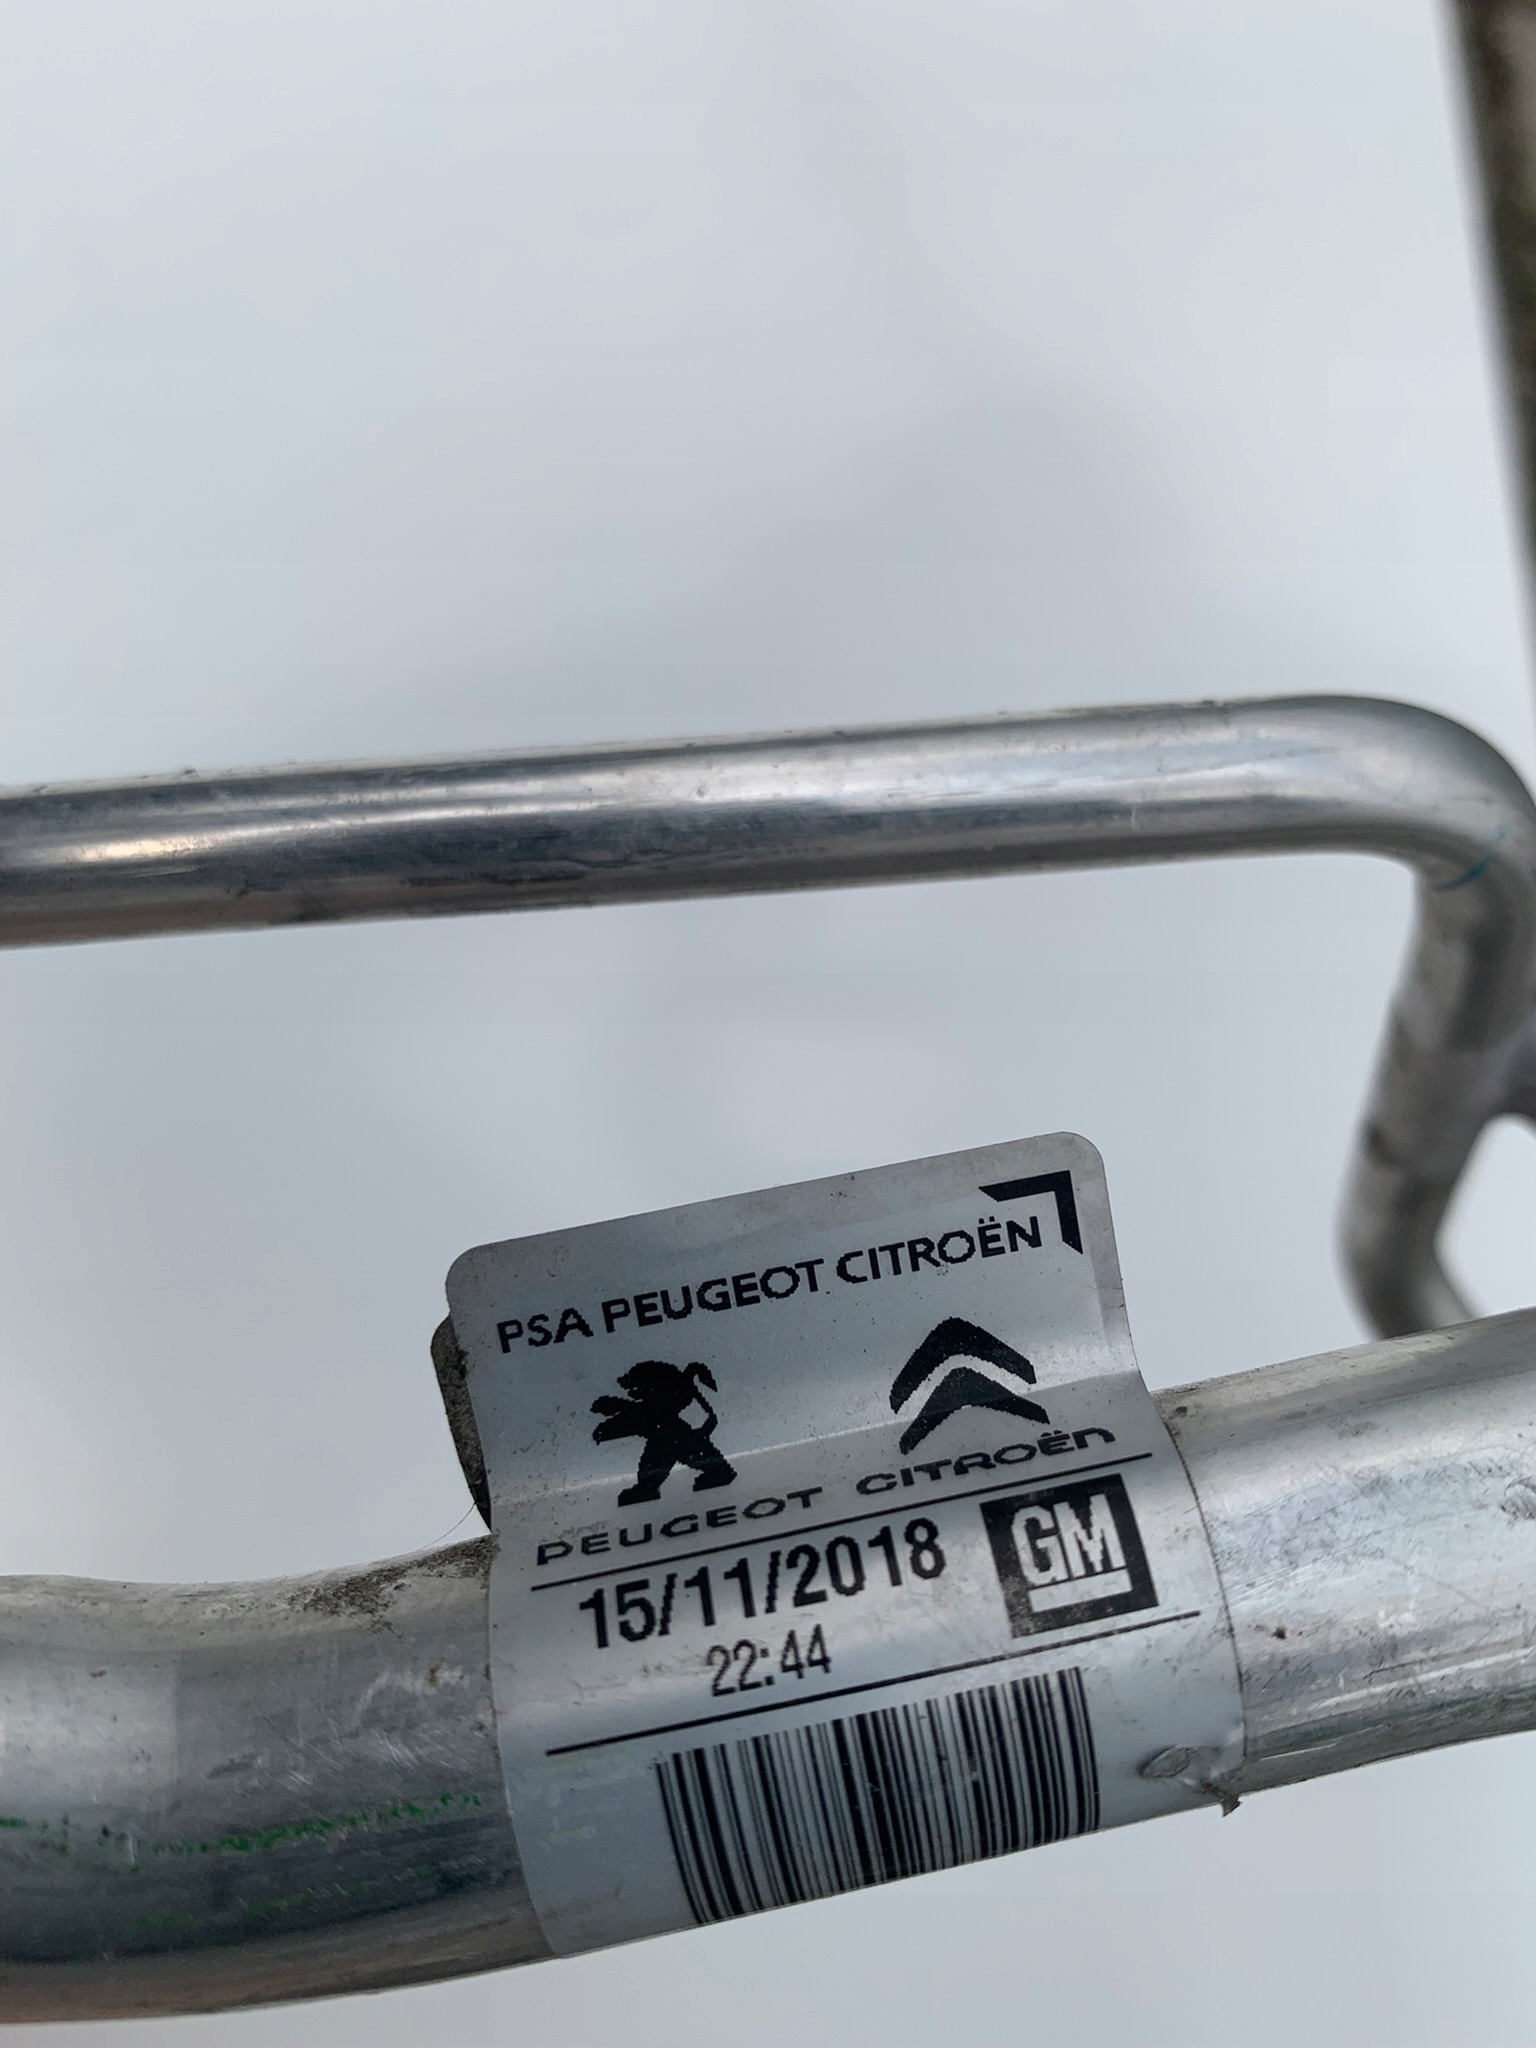 PSA PEUGEOT CITROËN
PEUGEOT CITROËN
15/11/2018 GM
22:44